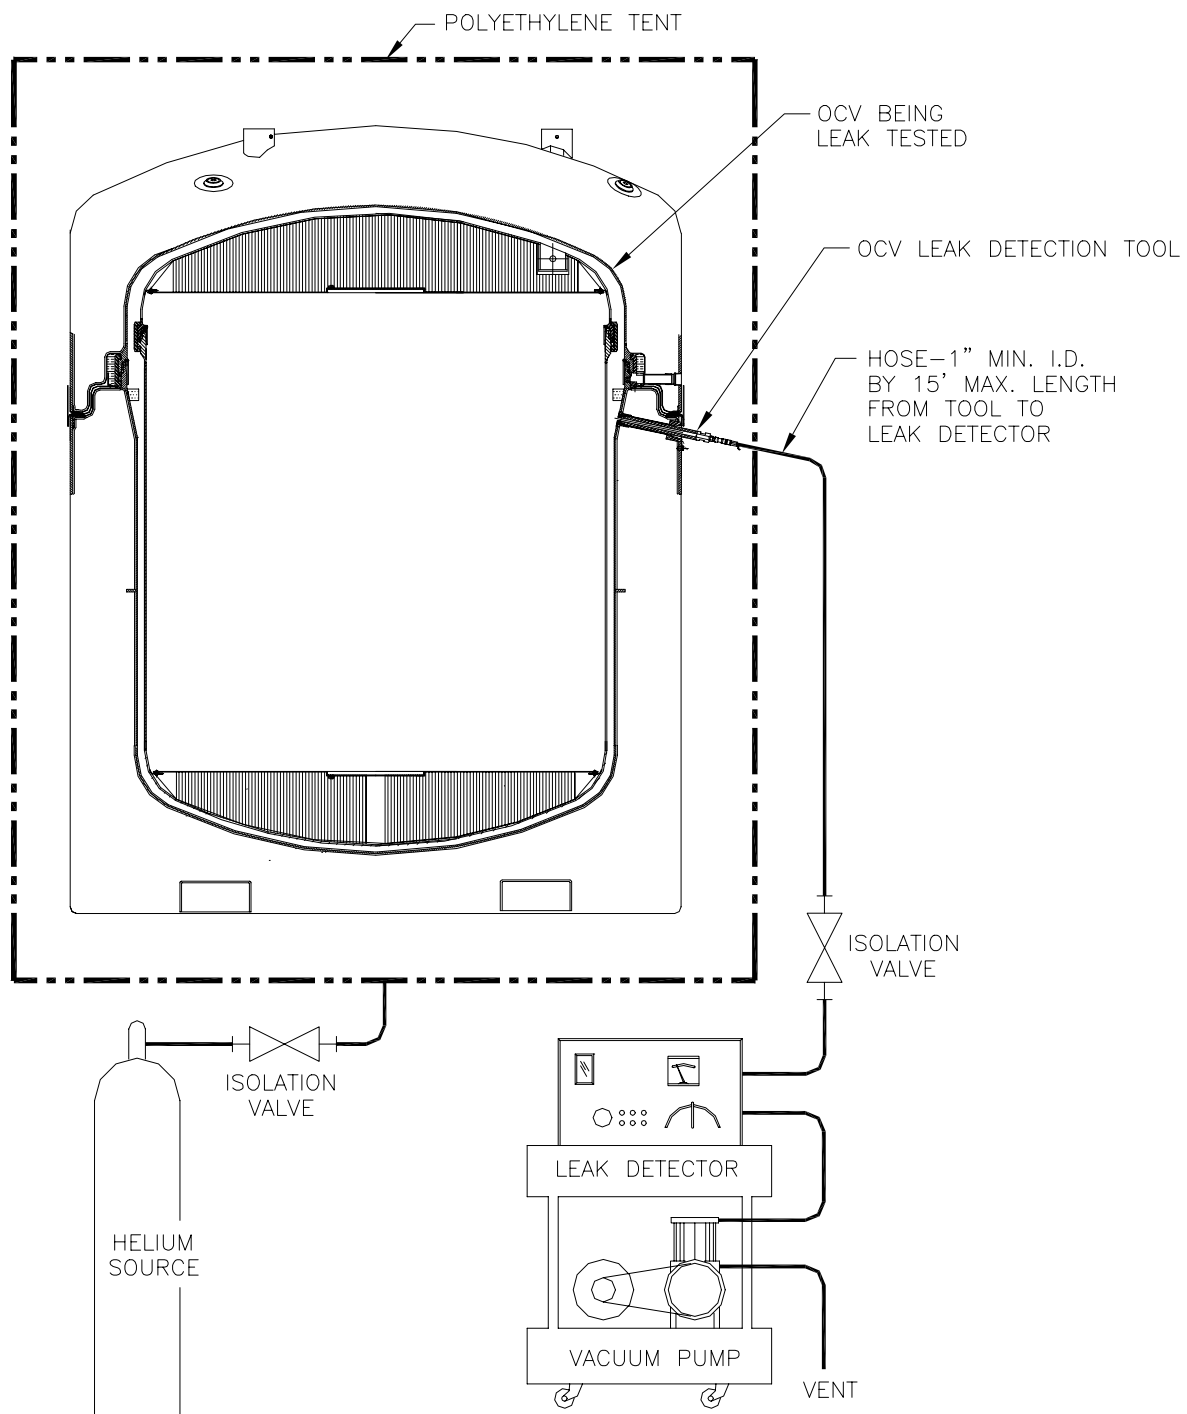 POLYETHYLENE TENT
OCV BEING
LEAK TESTED
OCV LEAK DETECTION TOOL
HOSE-1" MIN. I.D.
BY 15' MAX. LENGTH
FROM TOOL TO
LEAK DETECTOR
ISOLATION
VALVE
ISOLATION
VALVE
LEAK DETECTOR
HELIUM
SOURCE
VACUUM PUMP
VENT